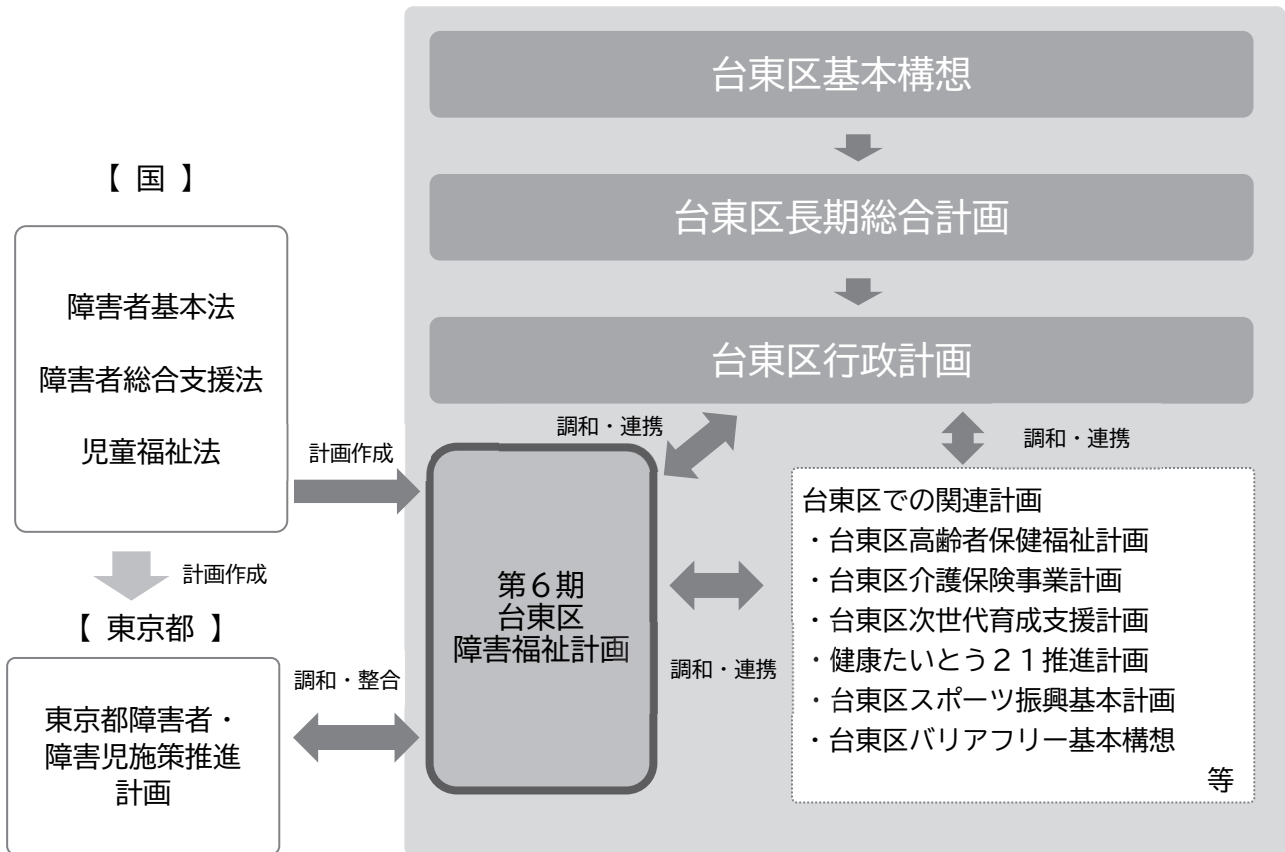 台東区基本構想
台東区長期総合計画
台東区行政計画
【 国 】
障害者基本法
障害者総合支援法
児童福祉法
計画作成
計画作成
【 東京都 】
東京都障害者・
障害児施策推進
計画
調和・整合
調和・連携
第6期
台東区
障害福祉計画
調和・連携
調和・連携
台東区での関連計画
・台東区高齢者保健福祉計画
・台東区介護保険事業計画
・台東区次世代育成支援計画
・健康たいとう21推進計画
・台東区スポーツ振興基本計画
・台東区バリアフリー基本構想
等